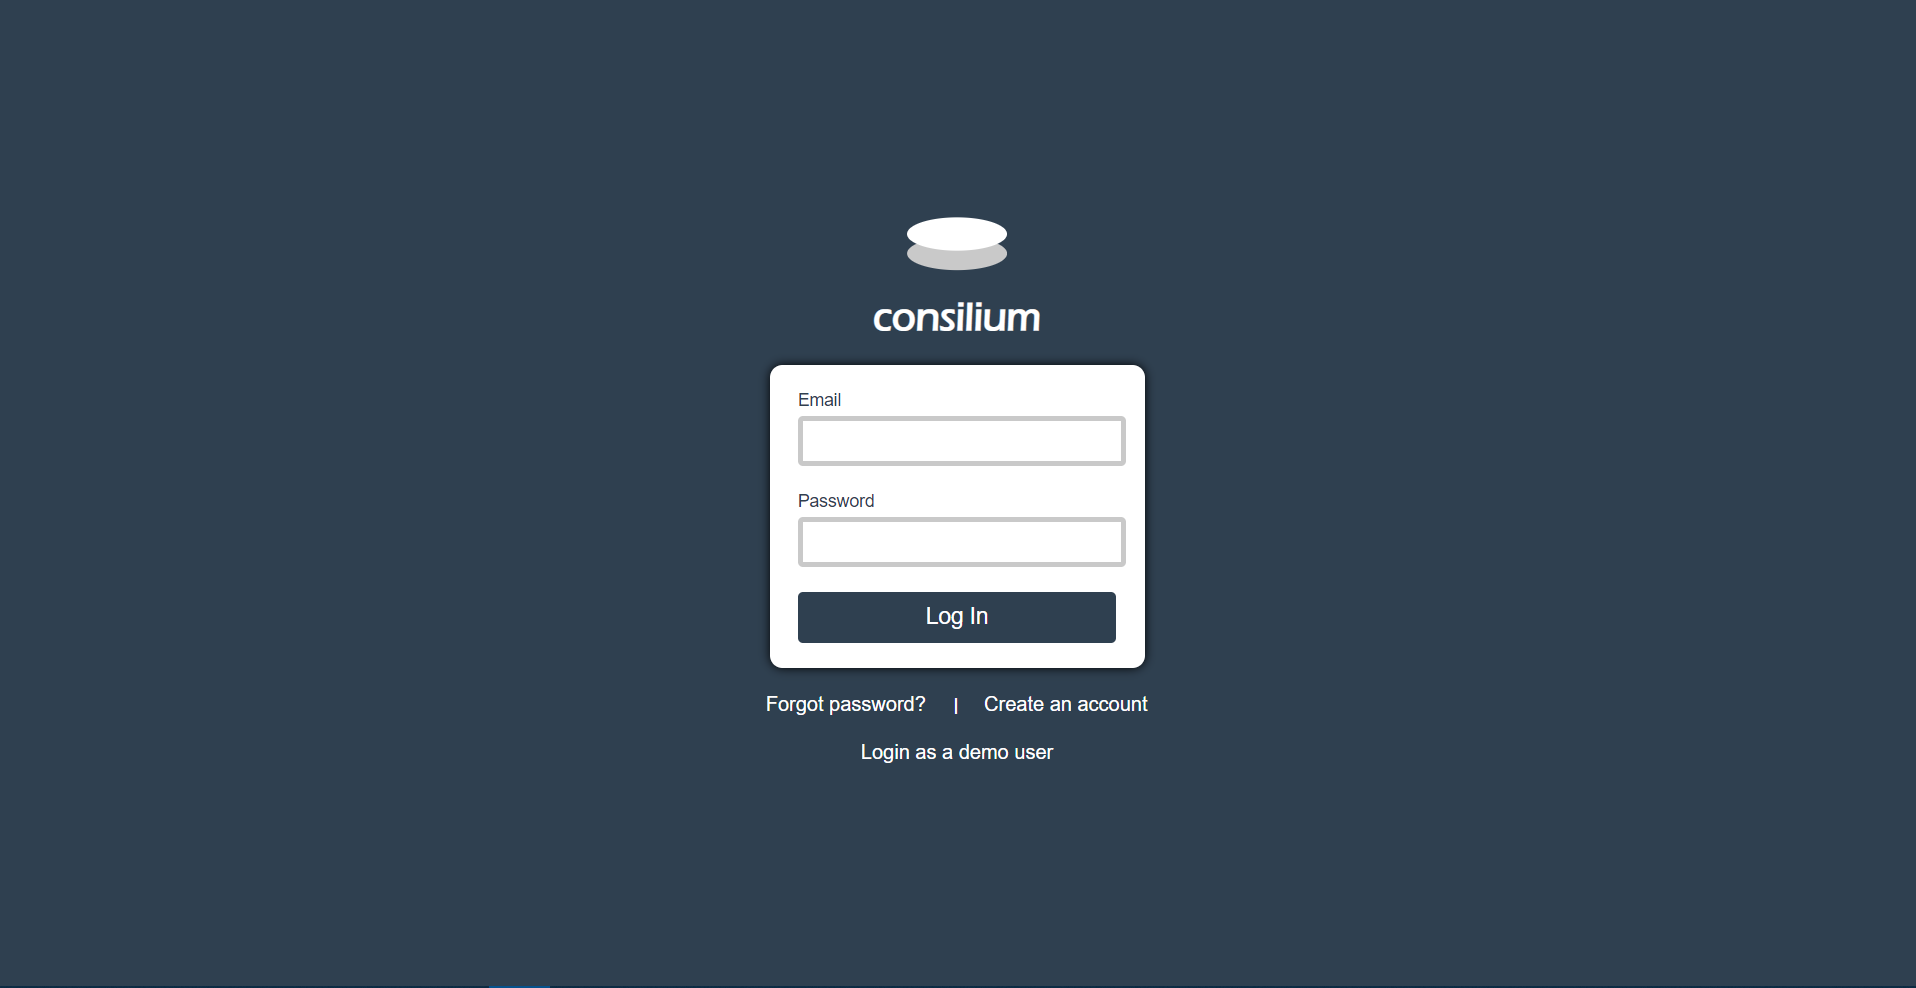 consilium
Email
Password
Log In
Forgot password? | Create an account
Login as a demo user